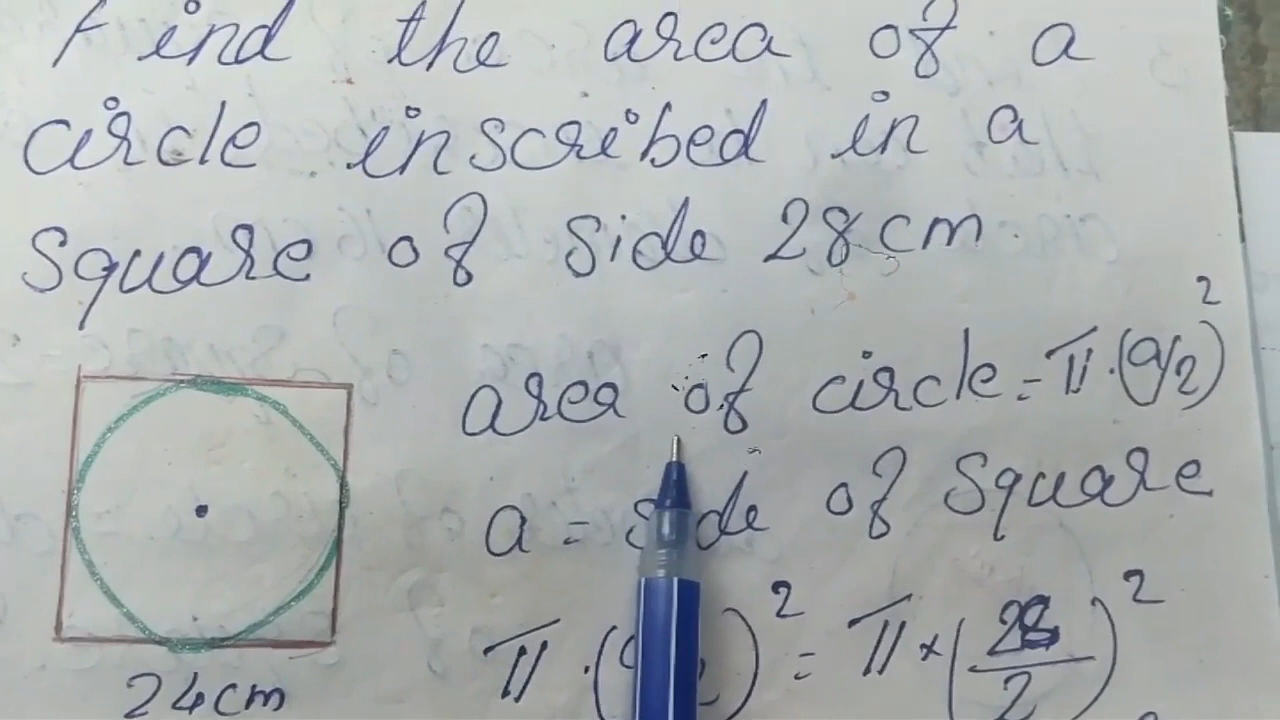 Find the area of a
circle inscribed in a
Square of side 28cm.
area of circle = π.(a/2)²
a = side of Square
π.( )² = π×(28/2)²
24cm